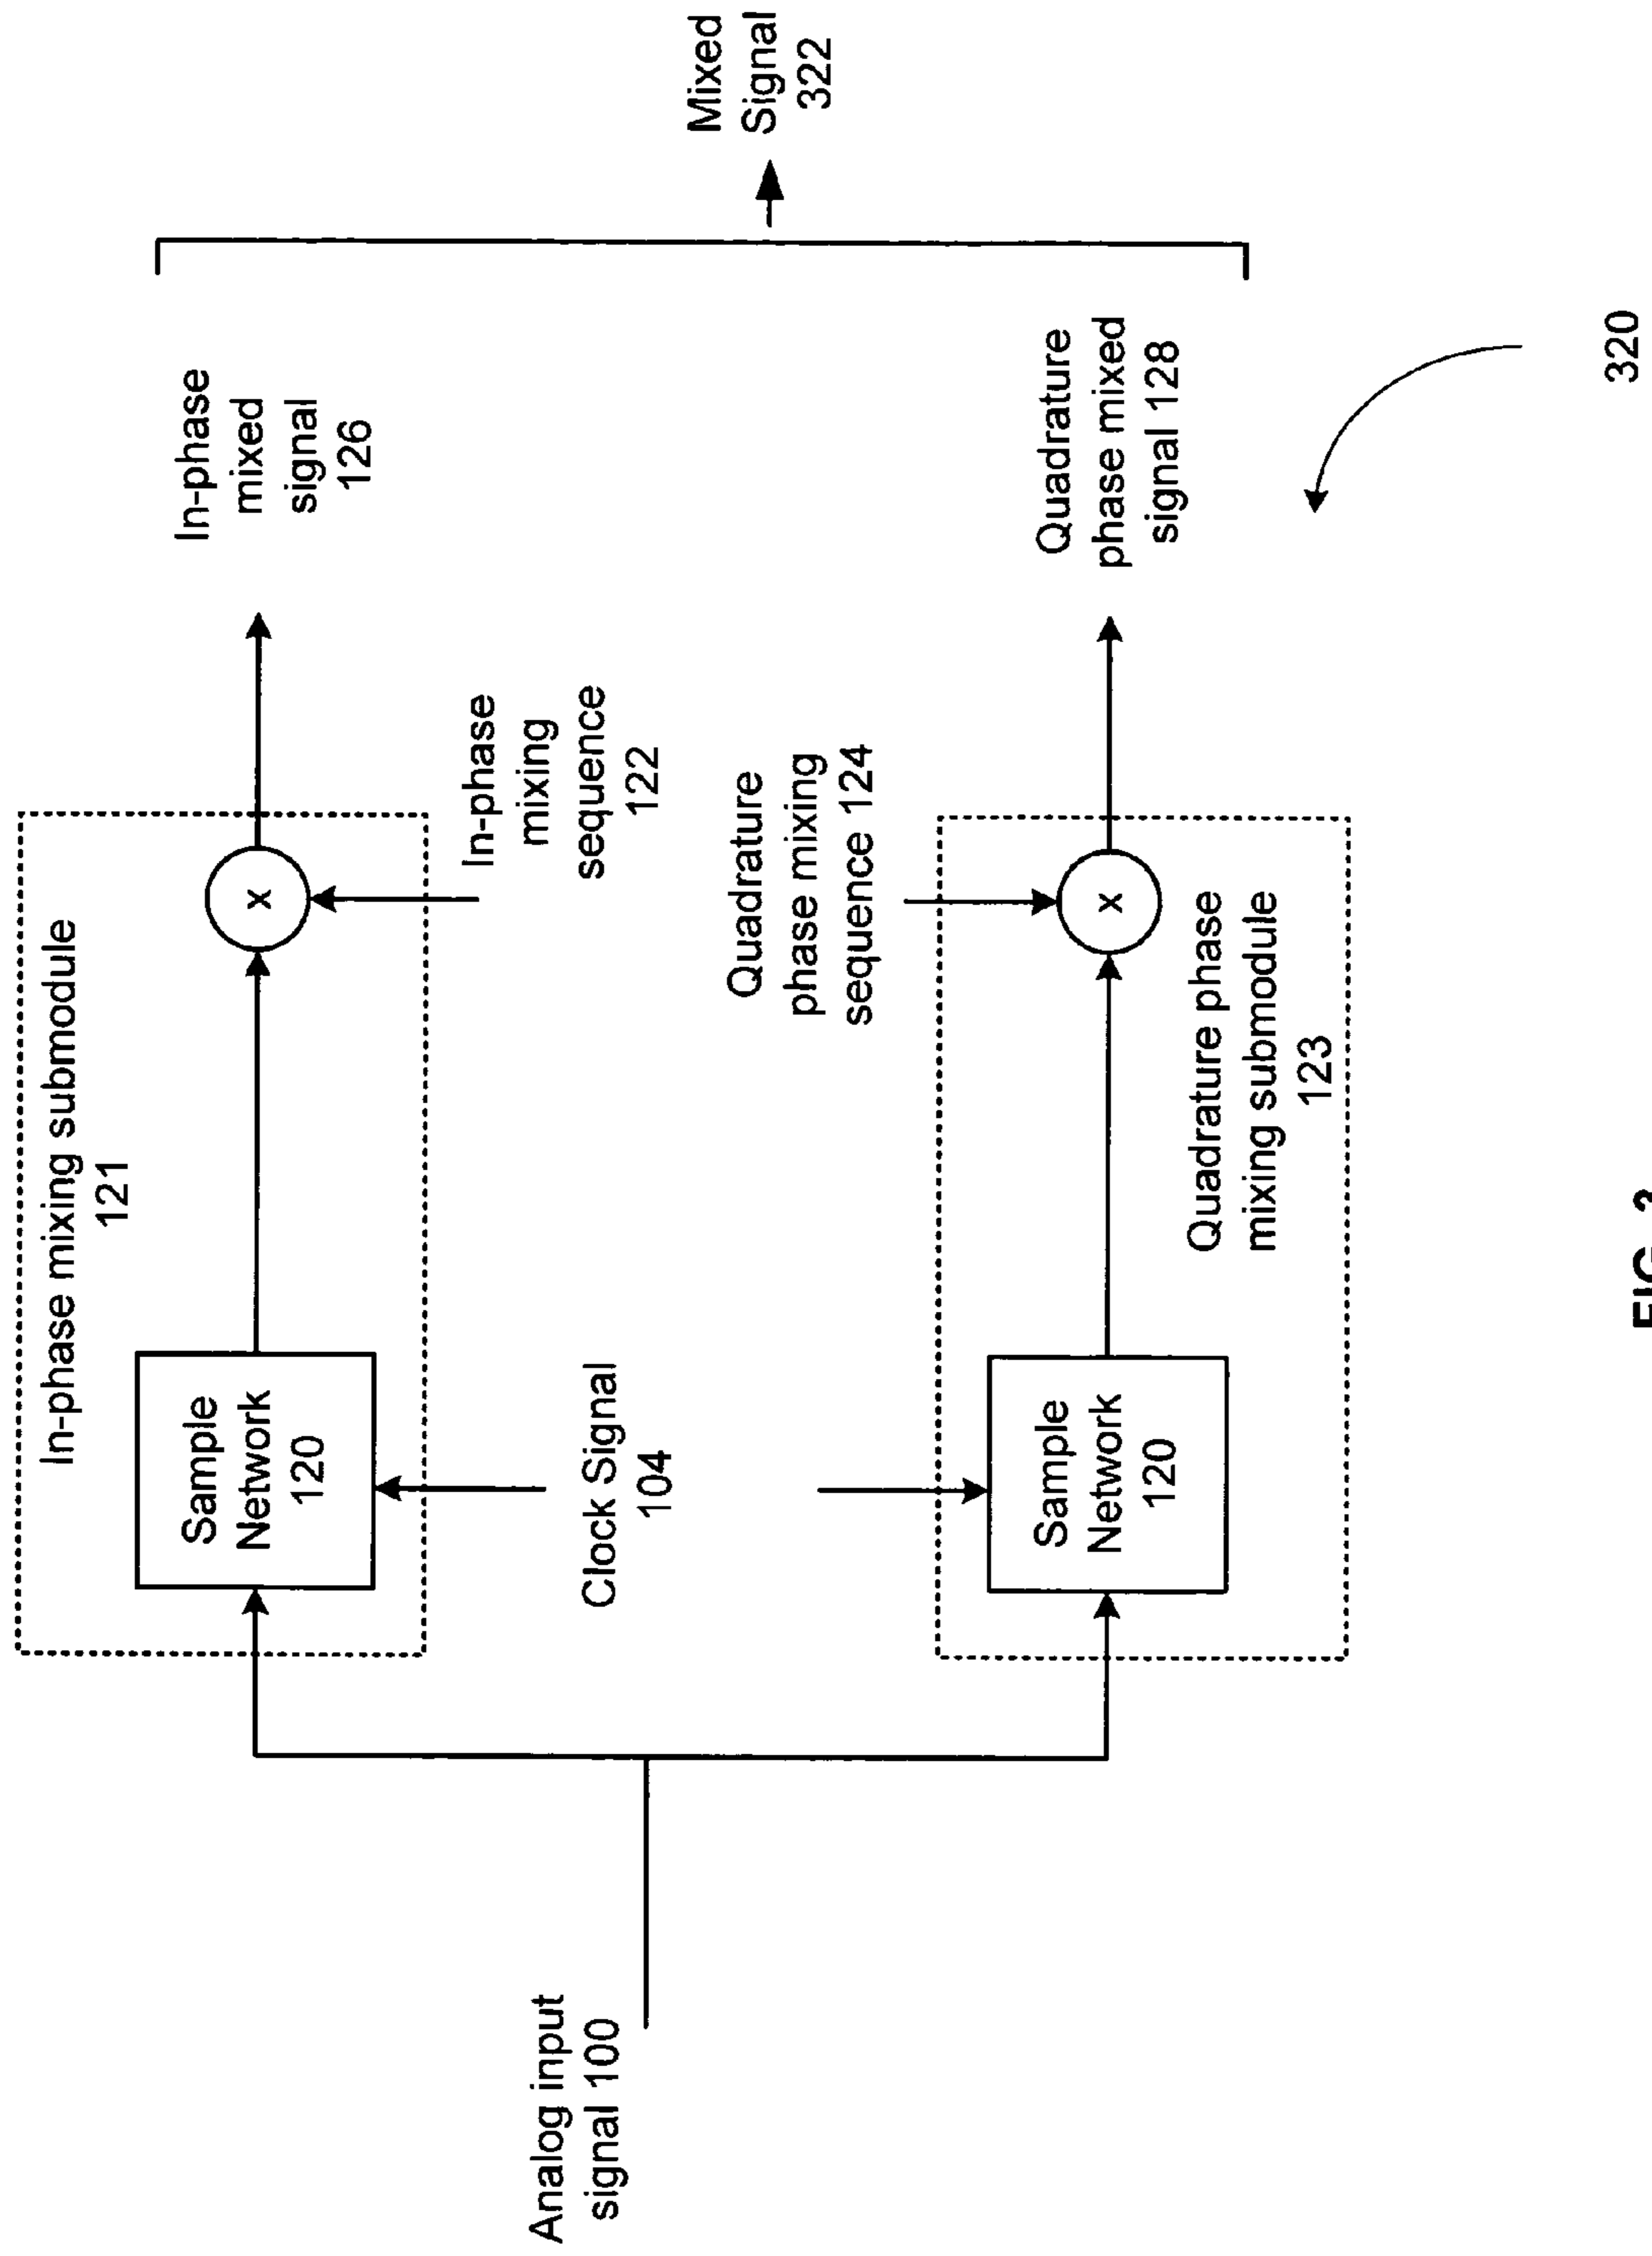 In-phase mixing submodule
121
Sample
Network
120
In-phase
mixed
signal
126
In-phase
mixing
sequence
122
Analog input
signal 100
Clock Signal
104
Mixed
Signal
322
Quadrature
phase mixing
sequence 124
Sample
Network
120
Quadrature
phase mixed
signal 128
Quadrature phase
mixing submodule
123
320
FIG.